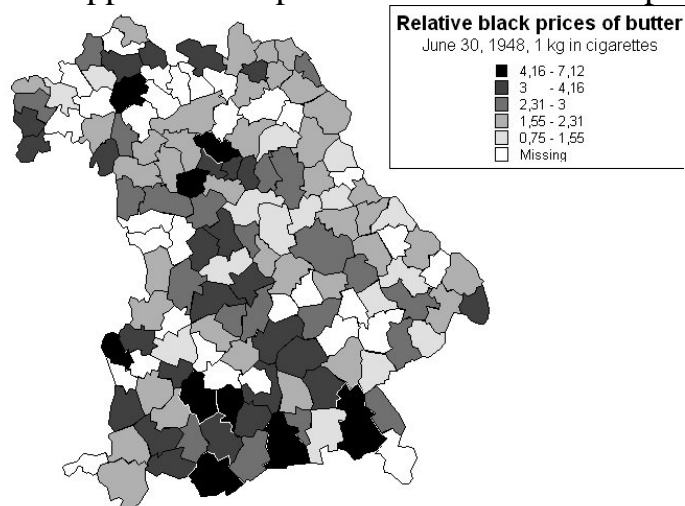 Relative black prices of butter
June 30, 1948, 1 kg in cigarettes
4,16 - 7,12
3 - 4,16
2,31 - 3
1,55 - 2,31
0,75 - 1,55
Missing